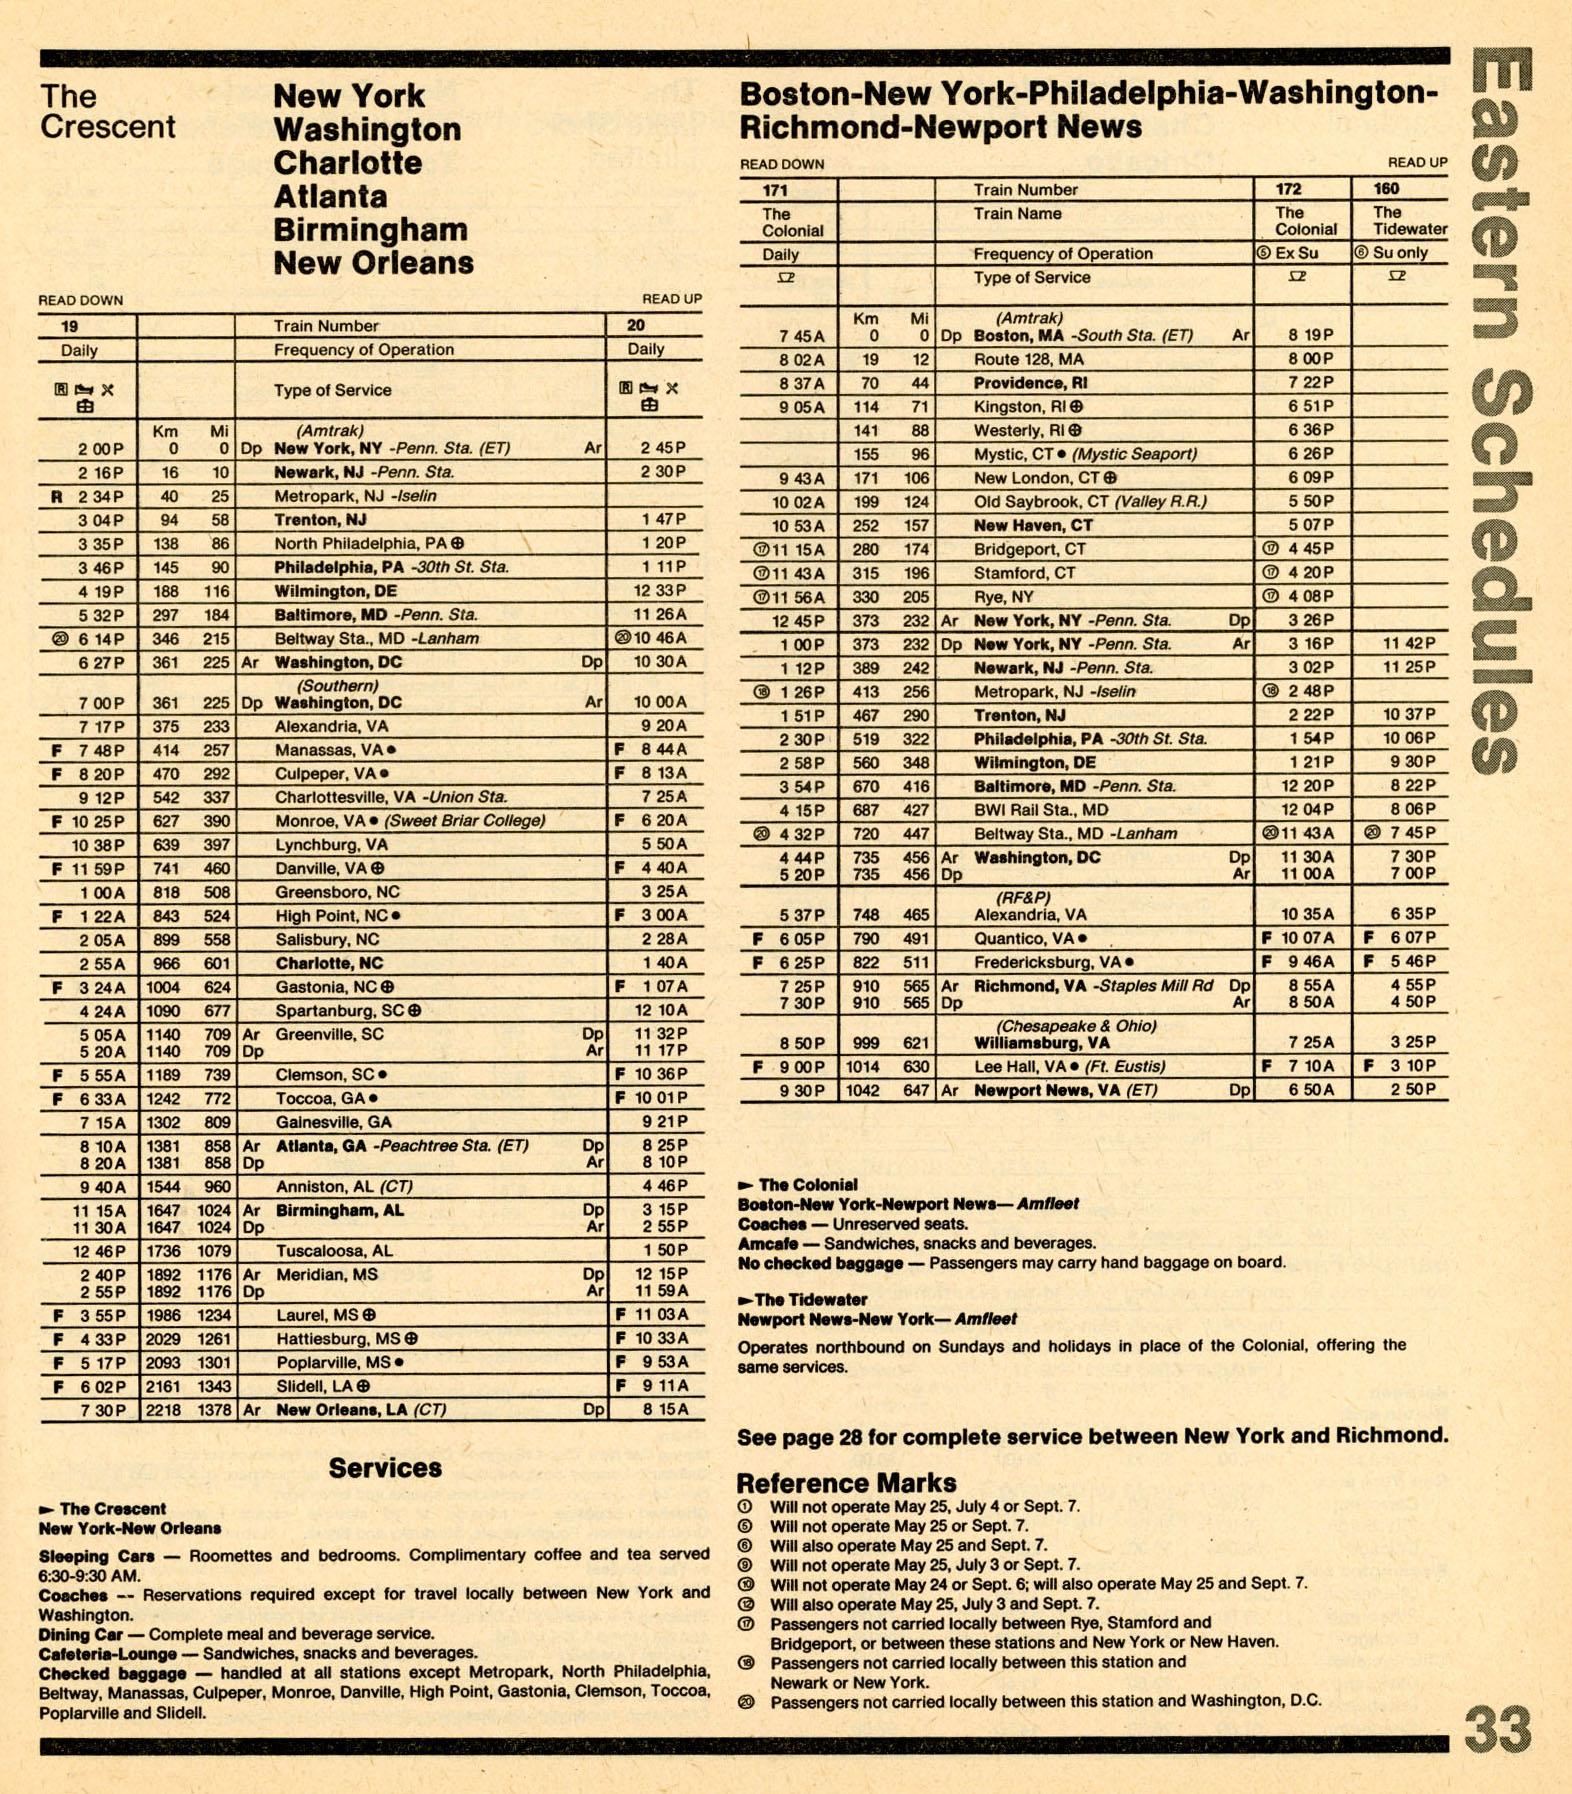 The
Crescent
New York
Washington
Charlotte
Atlanta
Birmingham
New Orleans
READ DOWN READ UP
19 Train Number 20
Daily Frequency of Operation Daily
R Type of Service R
Km Mi (Amtrak)
2 00P 0 0 Dp New York, NY -Penn. Sta. (ET) Ar 2 45P
2 16P 16 10 Newark, NJ -Penn. Sta. 2 30P
R 2 34P 40 25 Metropark, NJ -Iselin
3 04P 94 58 Trenton, NJ 1 47P
3 35P 138 86 North Philadelphia, PA⊕ 1 20P
3 46P 145 90 Philadelphia, PA -30th St. Sta. 1 11P
4 19P 188 116 Wilmington, DE 12 33P
5 32P 297 184 Baltimore, MD -Penn. Sta. 11 26A
⑳ 6 14P 346 215 Beltway Sta., MD -Lanham ⑳10 46A
6 27P 361 225 Ar Washington, DC Dp 10 30A
(Southern)
7 00P 361 225 Dp Washington, DC Ar 10 00A
7 17P 375 233 Alexandria, VA 9 20A
F 7 48P 414 257 Manassas, VA● F 8 44A
F 8 20P 470 292 Culpeper, VA● F 8 13A
9 12P 542 337 Charlottesville, VA -Union Sta. 7 25A
F 10 25P 627 390 Monroe, VA● (Sweet Briar College) F 6 20A
10 38P 639 397 Lynchburg, VA 5 50A
F 11 59P 741 460 Danville, VA⊕ F 4 40A
1 00A 818 508 Greensboro, NC 3 25A
F 1 22A 843 524 High Point, NC● F 3 00A
2 05A 899 558 Salisbury, NC 2 28A
2 55A 966 601 Charlotte, NC 1 40A
F 3 24A 1004 624 Gastonia, NC⊕ F 1 07A
4 24A 1090 677 Spartanburg, SC⊕ 12 10A
5 05A 1140 709 Ar Greenville, SC Dp 11 32P
5 20A 1140 709 Dp Ar 11 17P
F 5 55A 1189 739 Clemson, SC● F 10 36P
F 6 33A 1242 772 Toccoa, GA● F 10 01P
7 15A 1302 809 Gainesville, GA 9 21P
8 10A 1381 858 Ar Atlanta, GA -Peachtree Sta. (ET) Dp 8 25P
8 20A 1381 858 Dp Ar 8 10P
9 40A 1544 960 Anniston, AL (CT) 4 46P
11 15A 1647 1024 Ar Birmingham, AL Dp 3 15P
11 30A 1647 1024 Dp Ar 2 55P
12 46P 1736 1079 Tuscaloosa, AL 1 50P
2 40P 1892 1176 Ar Meridian, MS Dp 12 15P
2 55P 1892 1176 Dp Ar 11 59A
F 3 55P 1986 1234 Laurel, MS⊕ F 11 03A
F 4 33P 2029 1261 Hattiesburg, MS⊕ F 10 33A
F 5 17P 2093 1301 Poplarville, MS● F 9 53A
F 6 02P 2161 1343 Slidell, LA⊕ F 9 11A
7 30P 2218 1378 Ar New Orleans, LA (CT) Dp 8 15A
Services
► The Crescent
New York-New Orleans
Sleeping Cars — Roomettes and bedrooms. Complimentary coffee and tea served
6:30-9:30 AM.
Coaches -- Reservations required except for travel locally between New York and
Washington.
Dining Car — Complete meal and beverage service.
Cafeteria-Lounge — Sandwiches, snacks and beverages.
Checked baggage — handled at all stations except Metropark, North Philadelphia,
Beltway, Manassas, Culpeper, Monroe, Danville, High Point, Gastonia, Clemson, Toccoa,
Poplarville and Slidell.
Boston-New York-Philadelphia-Washington-
Richmond-Newport News
READ DOWN READ UP
171 Train Number 172 160
The Train Name The The
Colonial Colonial Tidewater
Daily Frequency of Operation ⑤ Ex Su ⑥ Su only
Type of Service
Km Mi (Amtrak)
7 45A 0 0 Dp Boston, MA -South Sta. (ET) Ar 8 19P
8 02A 19 12 Route 128, MA 8 00P
8 37A 70 44 Providence, RI 7 22P
9 05A 114 71 Kingston, RI⊕ 6 51P
141 88 Westerly, RI⊕ 6 36P
155 96 Mystic, CT● (Mystic Seaport) 6 26P
9 43A 171 106 New London, CT⊕ 6 09P
10 02A 199 124 Old Saybrook, CT (Valley R.R.) 5 50P
10 53A 252 157 New Haven, CT 5 07P
⑰11 15A 280 174 Bridgeport, CT ⑰ 4 45P
⑰11 43A 315 196 Stamford, CT ⑰ 4 20P
⑰11 56A 330 205 Rye, NY ⑰ 4 08P
12 45P 373 232 Ar New York, NY -Penn. Sta. Dp 3 26P
1 00P 373 232 Dp New York, NY -Penn. Sta. Ar 3 16P 11 42P
1 12P 389 242 Newark, NJ -Penn. Sta. 3 02P 11 25P
⑱ 1 26P 413 256 Metropark, NJ -Iselin ⑱ 2 48P
1 51P 467 290 Trenton, NJ 2 22P 10 37P
2 30P 519 322 Philadelphia, PA -30th St. Sta. 1 54P 10 06P
2 58P 560 348 Wilmington, DE 1 21P 9 30P
3 54P 670 416 Baltimore, MD -Penn. Sta. 12 20P 8 22P
4 15P 687 427 BWI Rail Sta., MD 12 04P 8 06P
⑳ 4 32P 720 447 Beltway Sta., MD -Lanham ⑳11 43A ⑳ 7 45P
4 44P 735 456 Ar Washington, DC Dp 11 30A 7 30P
5 20P 735 456 Dp Ar 11 00A 7 00P
(RF&P)
5 37P 748 465 Alexandria, VA 10 35A 6 35P
F 6 05P 790 491 Quantico, VA● F 10 07A F 6 07P
F 6 25P 822 511 Fredericksburg, VA● F 9 46A F 5 46P
7 25P 910 565 Ar Richmond, VA -Staples Mill Rd Dp 8 55A 4 55P
7 30P 910 565 Dp Ar 8 50A 4 50P
(Chesapeake & Ohio)
8 50P 999 621 Williamsburg, VA 7 25A 3 25P
F 9 00P 1014 630 Lee Hall, VA● (Ft. Eustis) F 7 10A F 3 10P
9 30P 1042 647 Ar Newport News, VA (ET) Dp 6 50A 2 50P
► The Colonial
Boston-New York-Newport News—Amfleet
Coaches — Unreserved seats.
Amcafe — Sandwiches, snacks and beverages.
No checked baggage — Passengers may carry hand baggage on board.
►The Tidewater
Newport News-New York—Amfleet
Operates northbound on Sundays and holidays in place of the Colonial, offering the
same services.
See page 28 for complete service between New York and Richmond.
Reference Marks
① Will not operate May 25, July 4 or Sept. 7.
⑤ Will not operate May 25 or Sept. 7.
⑥ Will also operate May 25 and Sept. 7.
⑨ Will not operate May 25, July 3 or Sept. 7.
⑩ Will not operate May 24 or Sept. 6; will also operate May 25 and Sept. 7.
⑫ Will also operate May 25, July 3 and Sept. 7.
⑰ Passengers not carried locally between Rye, Stamford and
Bridgeport, or between these stations and New York or New Haven.
⑱ Passengers not carried locally between this station and
Newark or New York.
⑳ Passengers not carried locally between this station and Washington, D.C.
Eastern Schedules
33